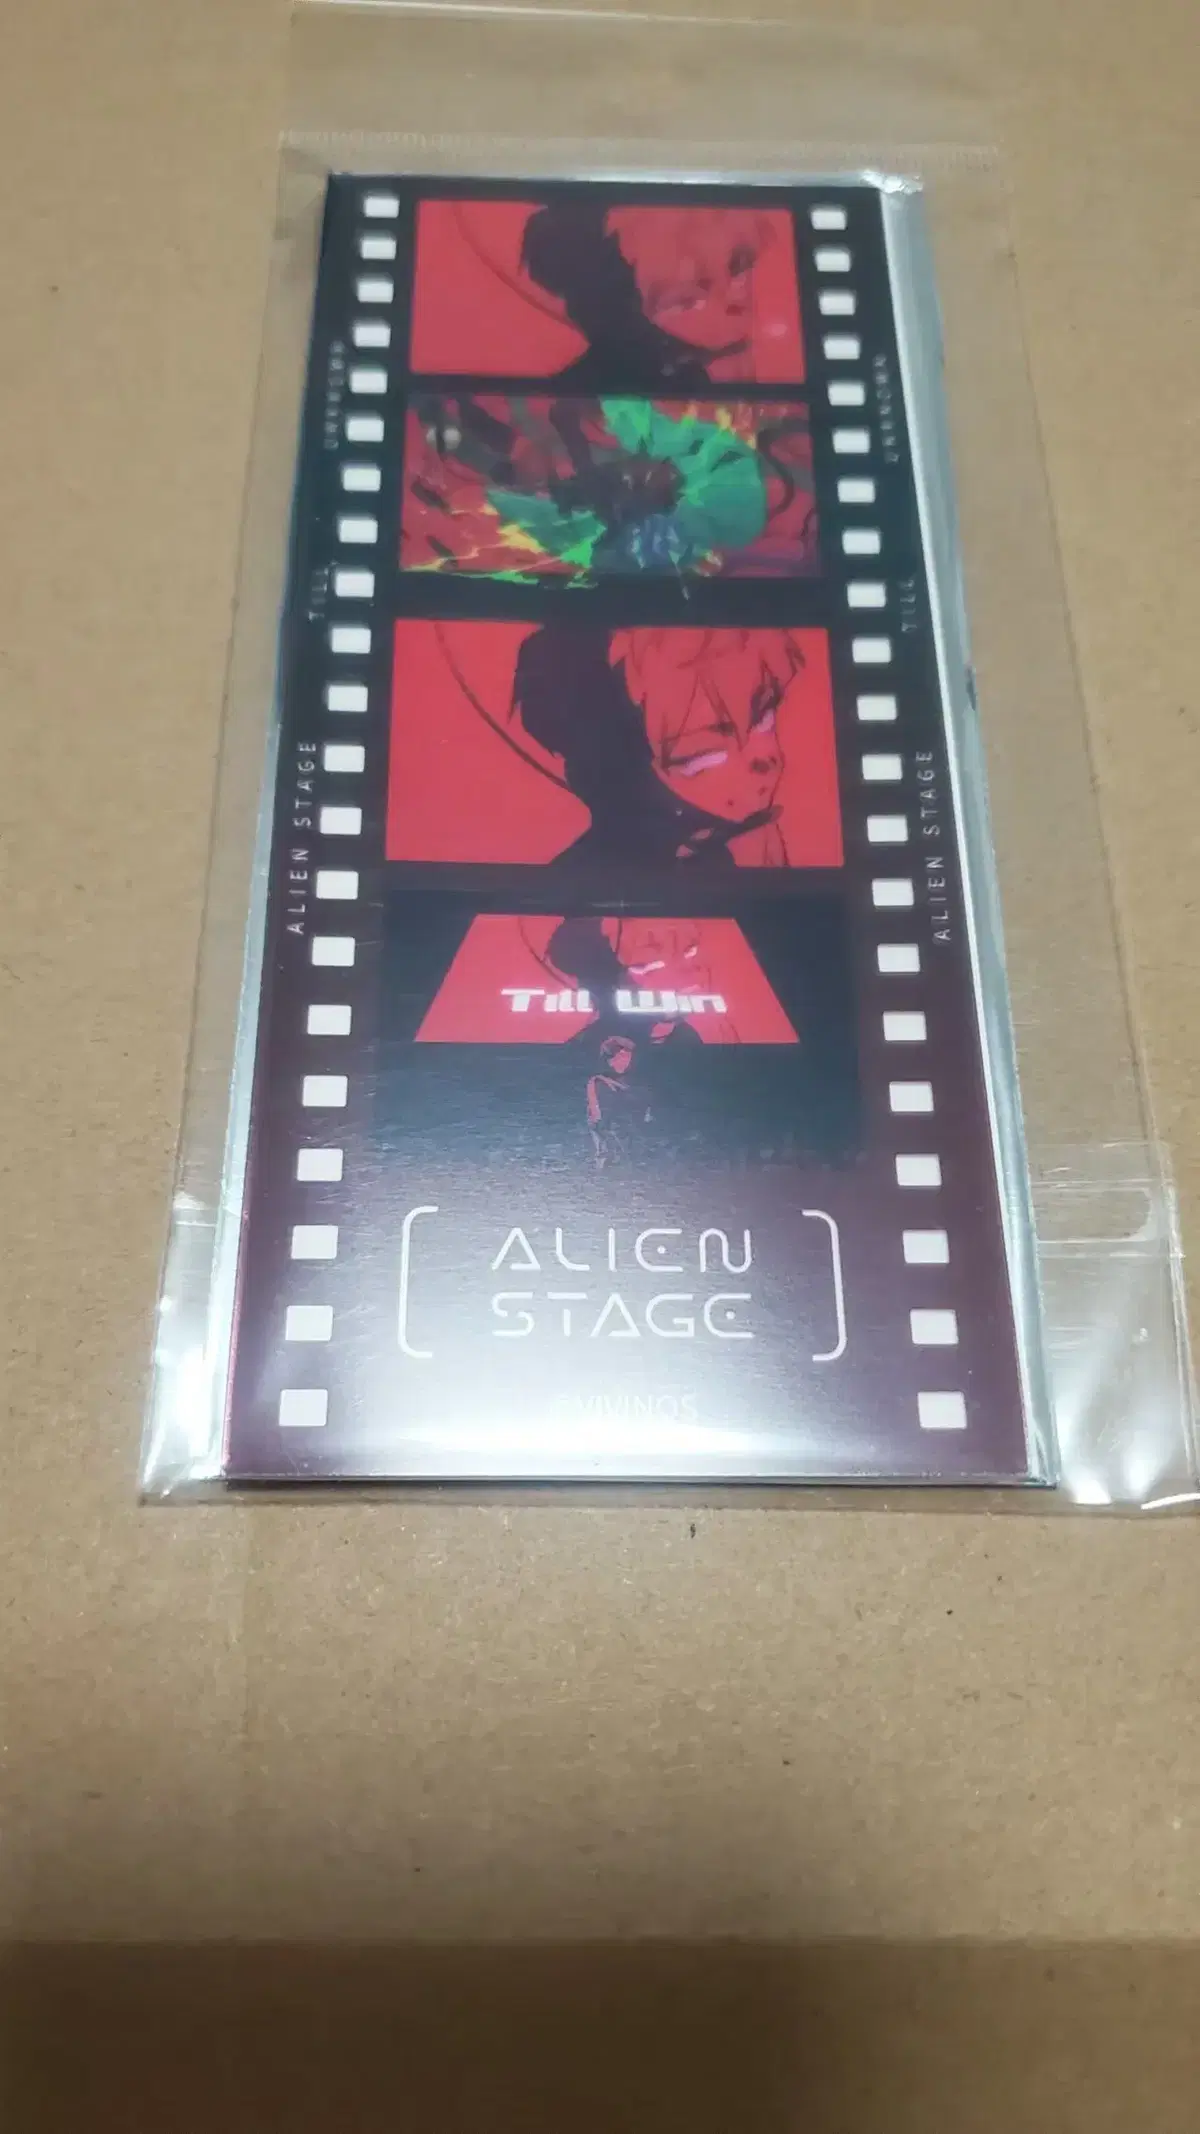 UNKNOWN
TILL
ALIEN STAGE
UNKNOWN
TILL
ALIEN STAGE
Till Win
ALIEN
STAGE
©VIVINOS